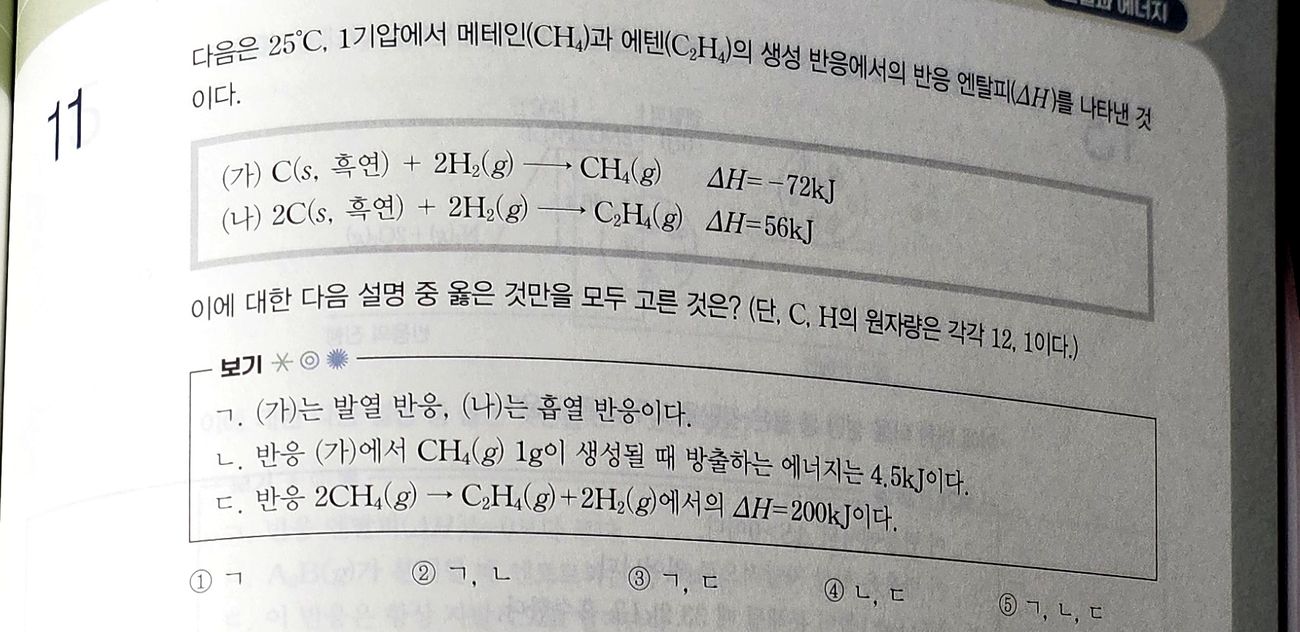 에너지
11
다음은 25℃, 1기압에서 메테인(CH₄)과 에텐(C₂H₄)의 생성 반응에서의 반응 엔탈피(ΔH)를 나타낸 것
이다.
(가) C(s, 흑연) + 2H₂(g) ⟶ CH₄(g) ΔH=−72kJ
(나) 2C(s, 흑연) + 2H₂(g) ⟶ C₂H₄(g) ΔH=56kJ
이에 대한 다음 설명 중 옳은 것만을 모두 고른 것은? (단, C, H의 원자량은 각각 12, 1이다.)
보기
ㄱ. (가)는 발열 반응, (나)는 흡열 반응이다.
ㄴ. 반응 (가)에서 CH₄(g) 1g이 생성될 때 방출하는 에너지는 4.5kJ이다.
ㄷ. 반응 2CH₄(g) → C₂H₄(g)+2H₂(g)에서의 ΔH=200kJ이다.
① ㄱ ② ㄱ, ㄴ ③ ㄱ, ㄷ ④ ㄴ, ㄷ ⑤ ㄱ, ㄴ, ㄷ